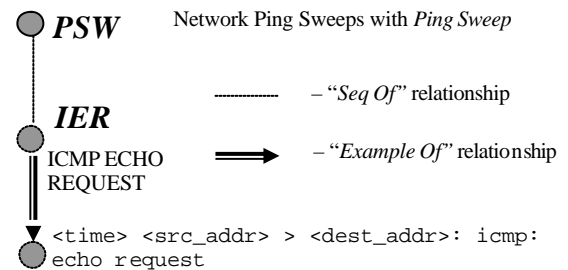 PSW
Network Ping Sweeps with Ping Sweep
– “Seq Of” relationship
IER
ICMP ECHO
REQUEST
– “Example Of” relationship
<time> <src_addr> > <dest_addr>: icmp:
echo request